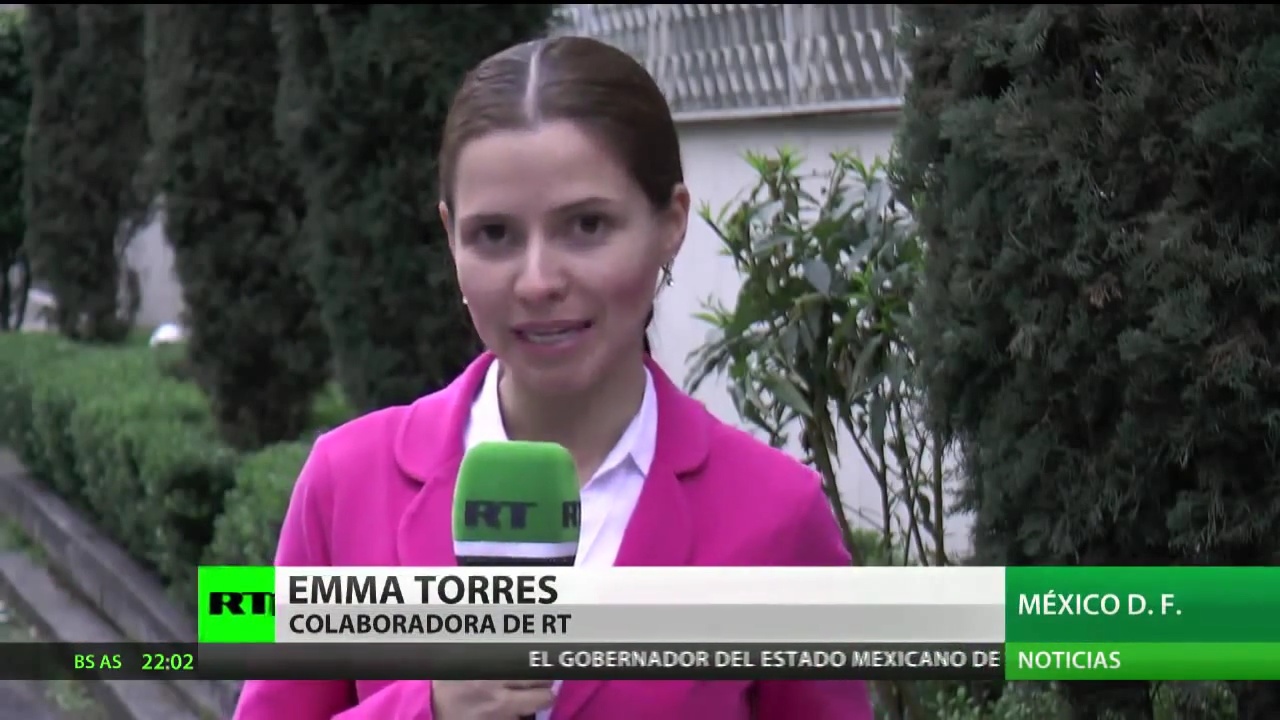 RT R
RT EMMA TORRES
COLABORADORA DE RT
MÉXICO D. F.
BS AS 22:02 EL GOBERNADOR DEL ESTADO MEXICANO DE NOTICIAS